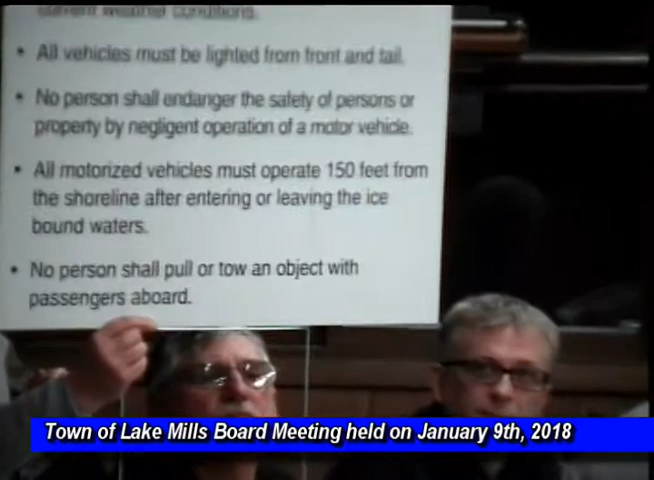 current weather conditions.
• All vehicles must be lighted from front and tail.
• No person shall endanger the safety of persons or
property by negligent operation of a motor vehicle.
• All motorized vehicles must operate 150 feet from
the shoreline after entering or leaving the ice
bound waters.
• No person shall pull or tow an object with
passengers aboard.
Town of Lake Mills Board Meeting held on January 9th, 2018